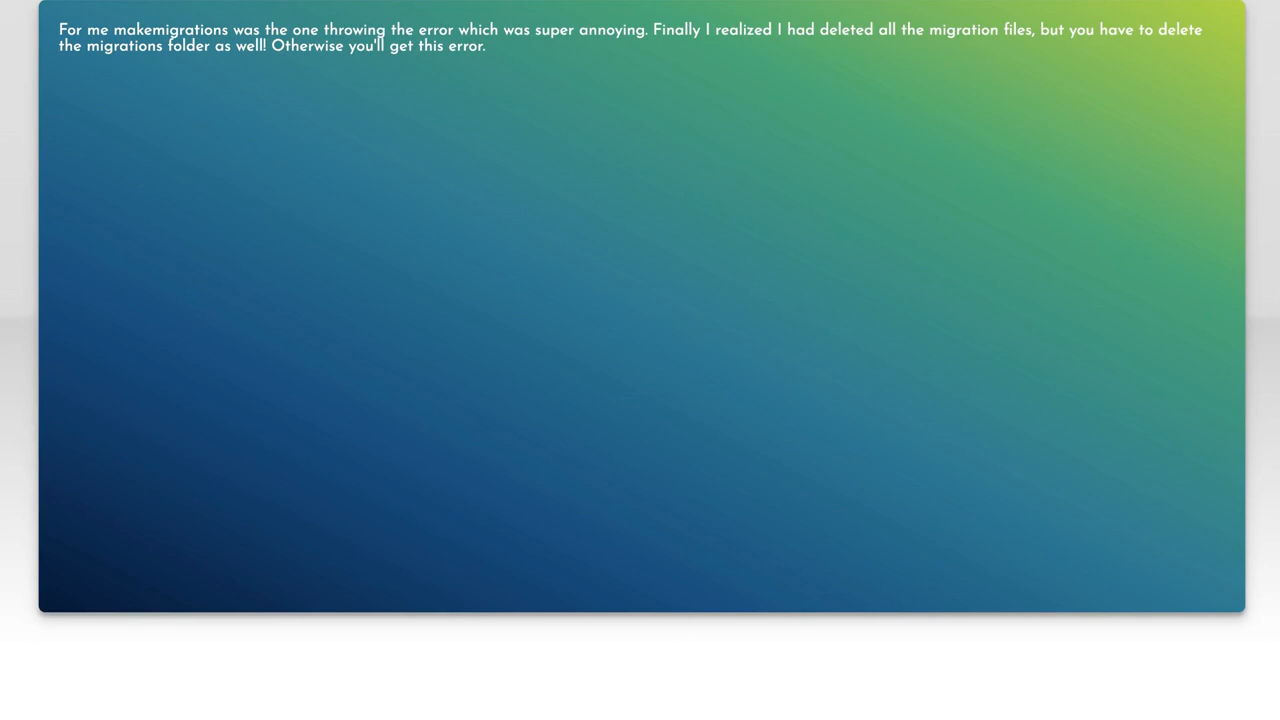 For me makemigrations was the one throwing the error which was super annoying. Finally I realized I had deleted all the migration files, but you have to delete
the migrations folder as well! Otherwise you'll get this error.